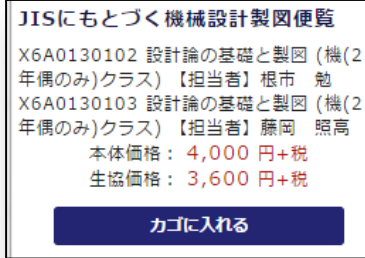 JISにもとづく機械設計製図便覧
X6A0130102 設計論の基礎と製図 (機(2
年偶のみ)クラス) 【担当者】根市 勉
X6A0130103 設計論の基礎と製図 (機(2
年偶のみ)クラス) 【担当者】藤岡 照高
本体価格： 4,000 円+税
生協価格： 3,600 円+税
カゴに入れる